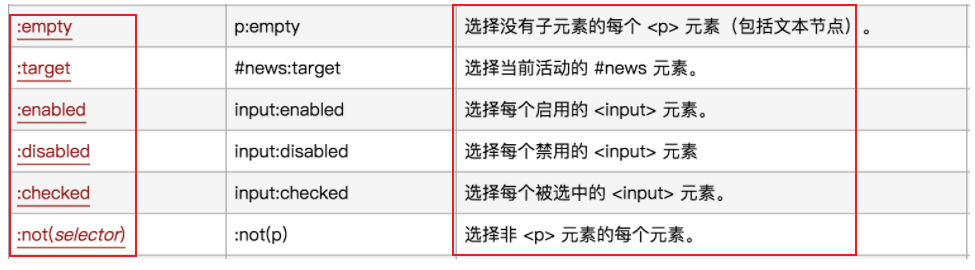 :empty p:empty 选择没有子元素的每个 <p> 元素（包括文本节点）。
:target #news:target 选择当前活动的 #news 元素。
:enabled input:enabled 选择每个启用的 <input> 元素。
:disabled input:disabled 选择每个禁用的 <input> 元素
:checked input:checked 选择每个被选中的 <input> 元素。
:not(selector) :not(p) 选择非 <p> 元素的每个元素。